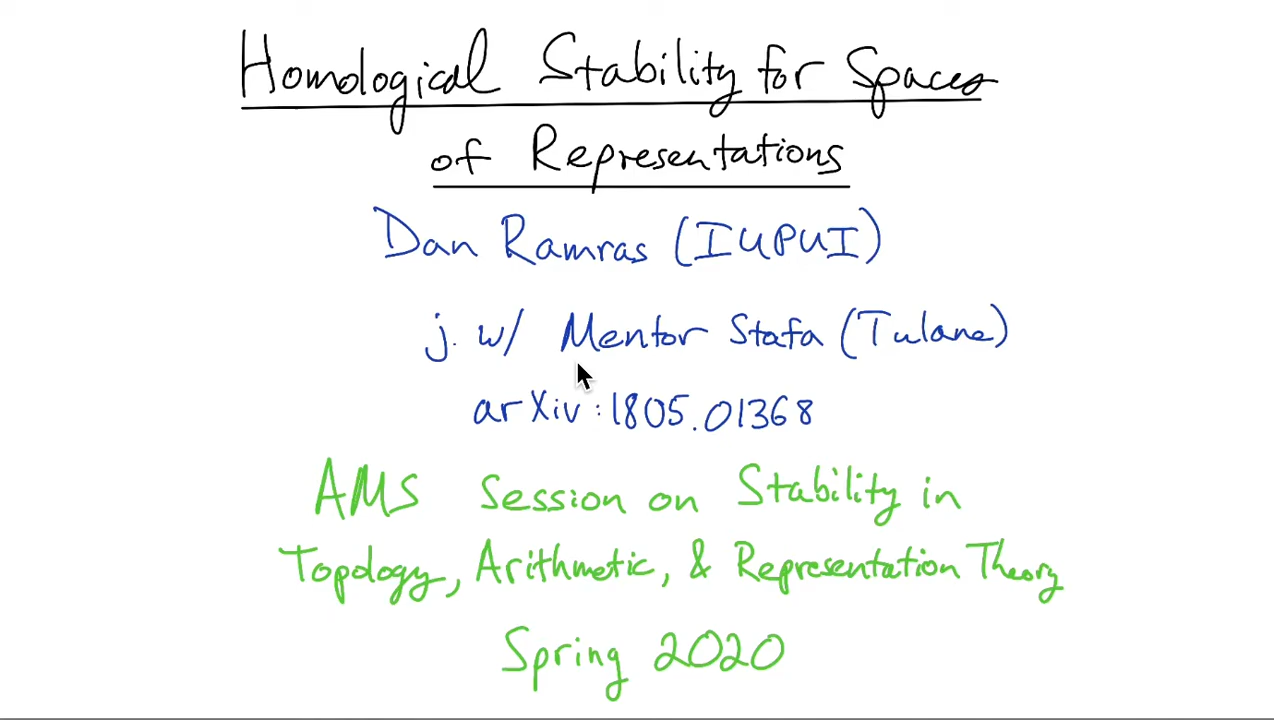 Homological Stability for Spaces
of Representations
Dan Ramras (IUPUI)
j. w/ Mentor Stafa (Tulane)
arXiv:1805.01368
AMS Session on Stability in
Topology, Arithmetic, & Representation Theory
Spring 2020